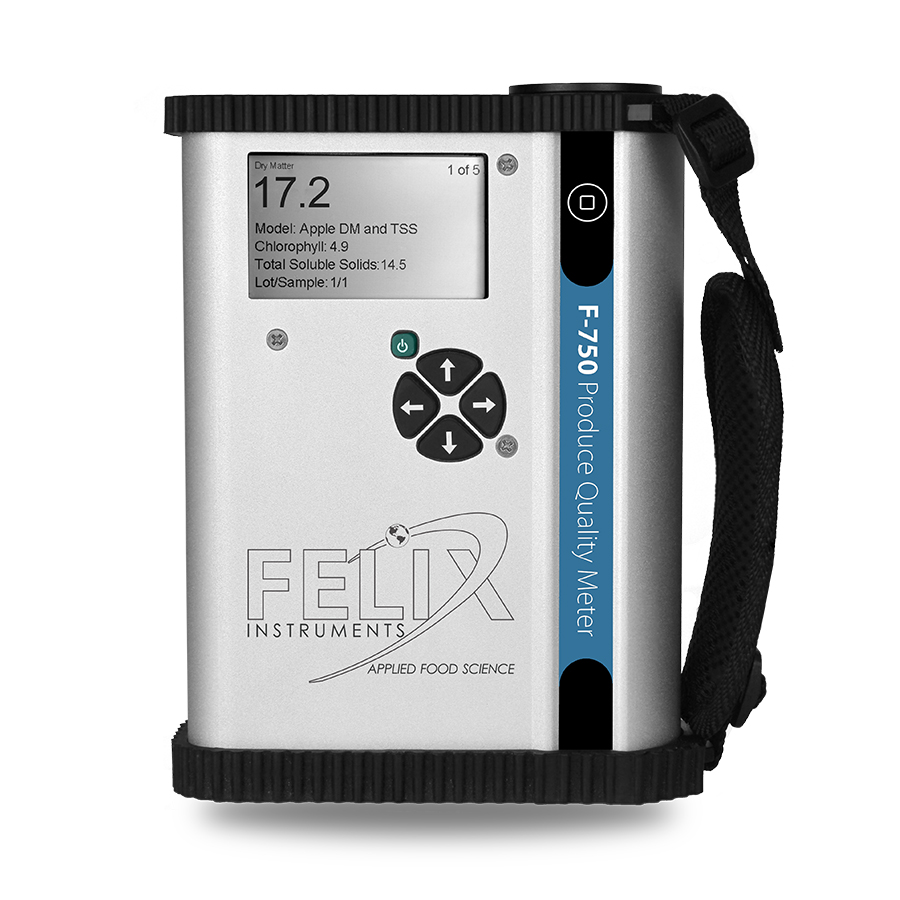 Dry Matter
1 of 5
17.2
Model: Apple DM and TSS
Chlorophyll: 4.9
Total Soluble Solids:14.5
Lot/Sample: 1/1
F-750 Produce Quality Meter
FELIX
INSTRUMENTS
APPLIED FOOD SCIENCE